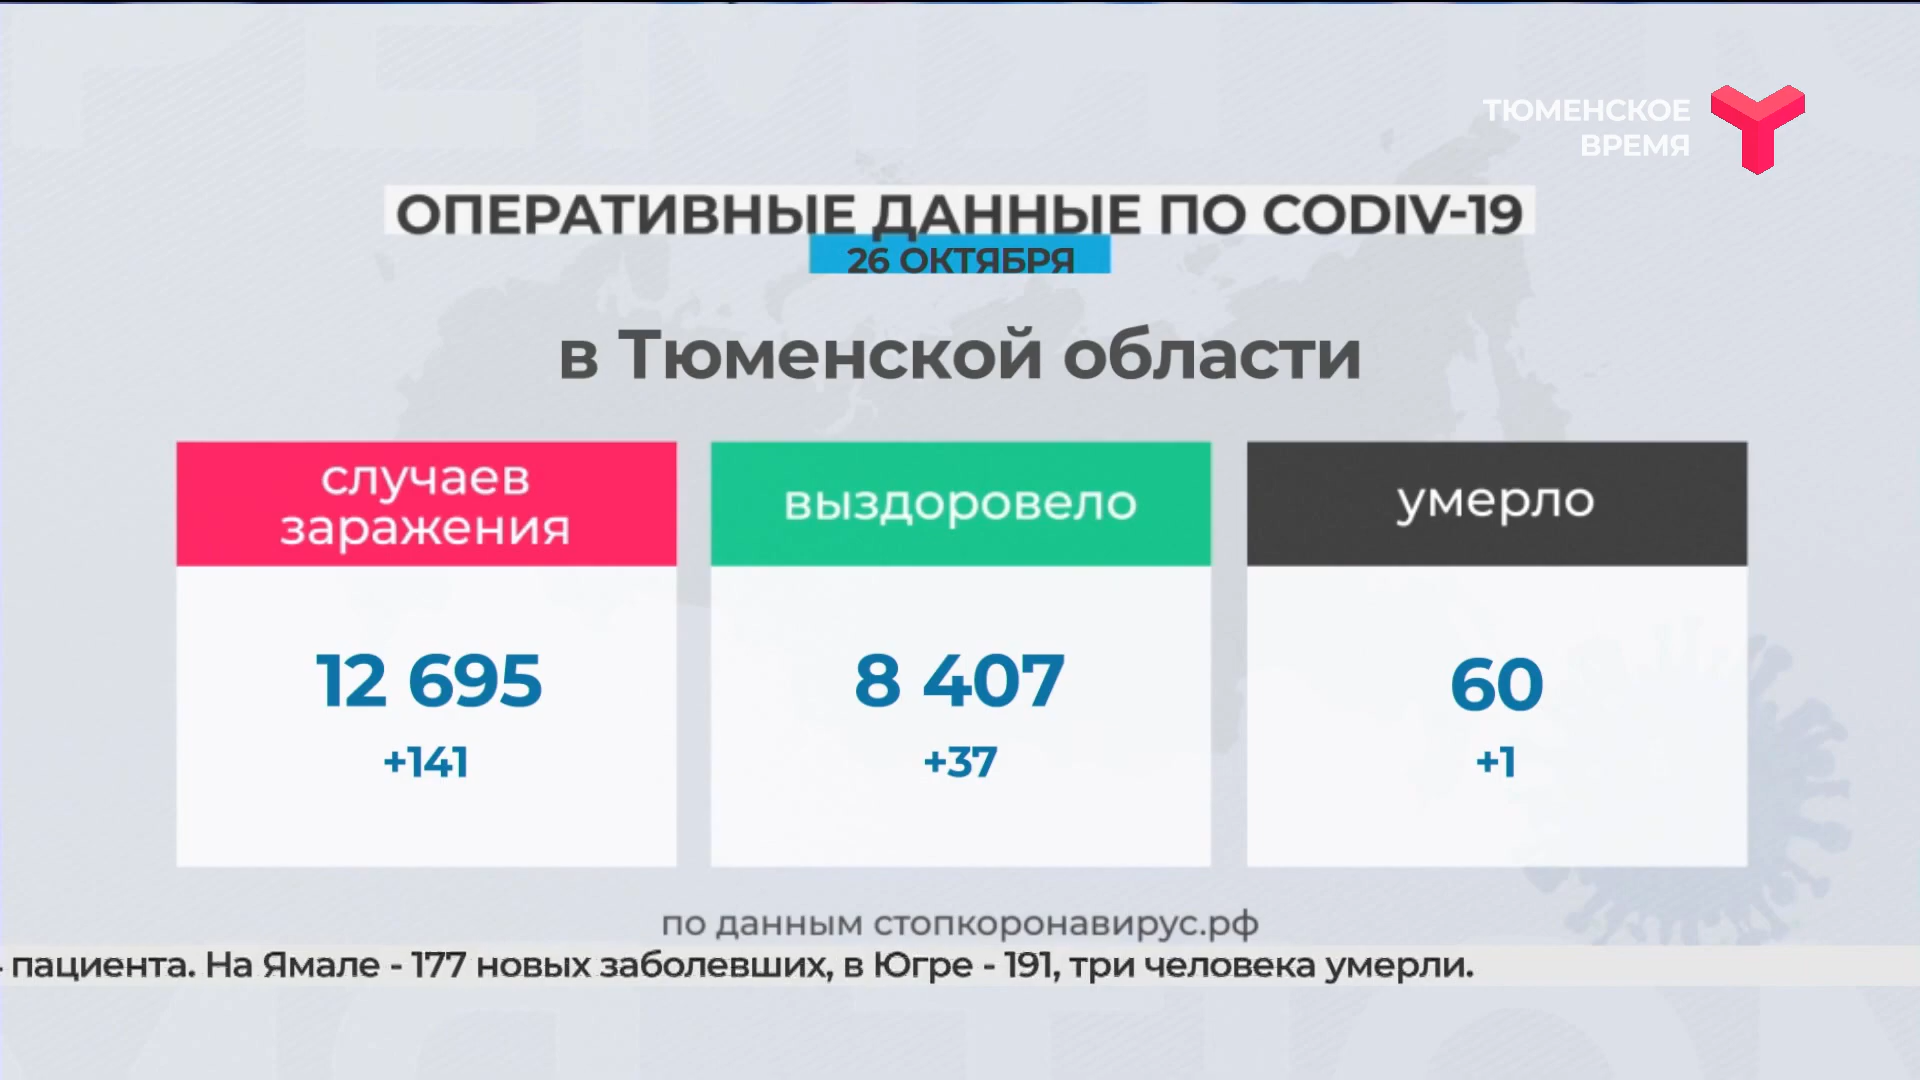 ТЮМЕНСКОЕ
ВРЕМЯ
ОПЕРАТИВНЫЕ ДАННЫЕ ПО CODIV-19
26 ОКТЯБРЯ
в Тюменской области
случаев
заражения
12 695
+141
выздоровело
8 407
+37
умерло
60
+1
по данным стопкоронавирус.рф
пациента. На Ямале - 177 новых заболевших, в Югре - 191, три человека умерли.